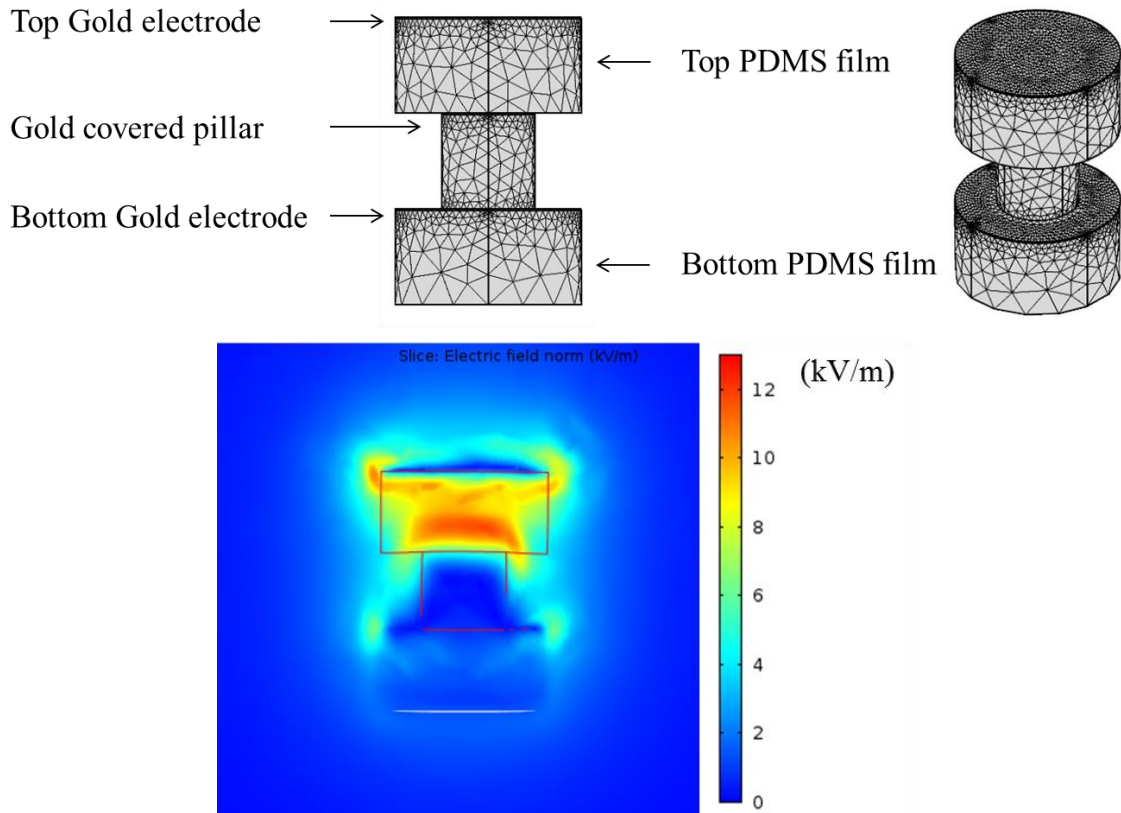 Top Gold electrode
Top PDMS film
Gold covered pillar
Bottom Gold electrode
Bottom PDMS film
Slice: Electric field norm (kV/m)
(kV/m)
12
10
8
6
4
2
0